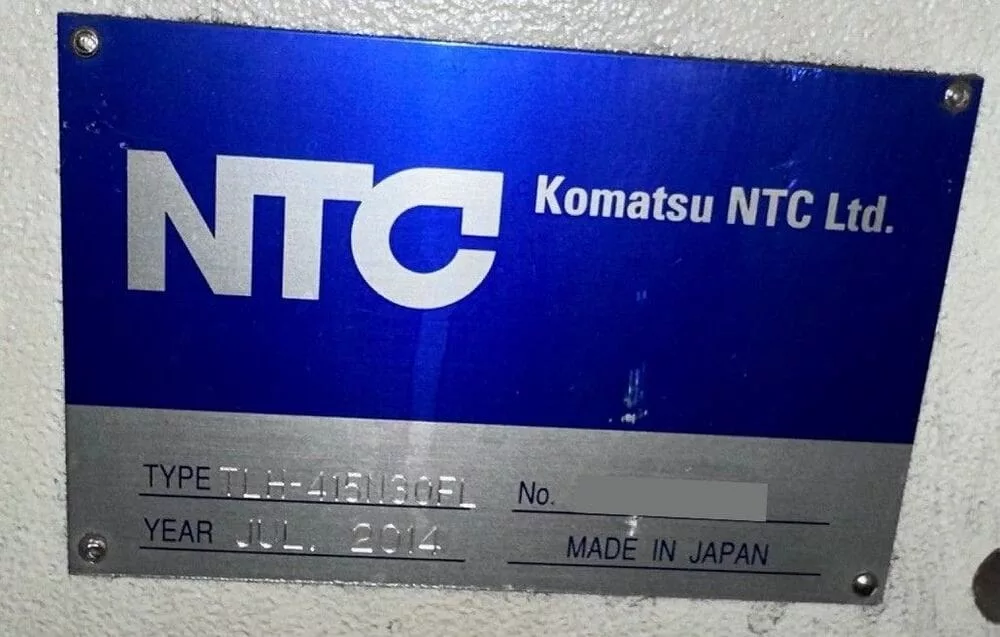 NTC
Komatsu NTC Ltd.
TYPE TLH-415N30FL
No.
YEAR JUL. 2014
MADE IN JAPAN